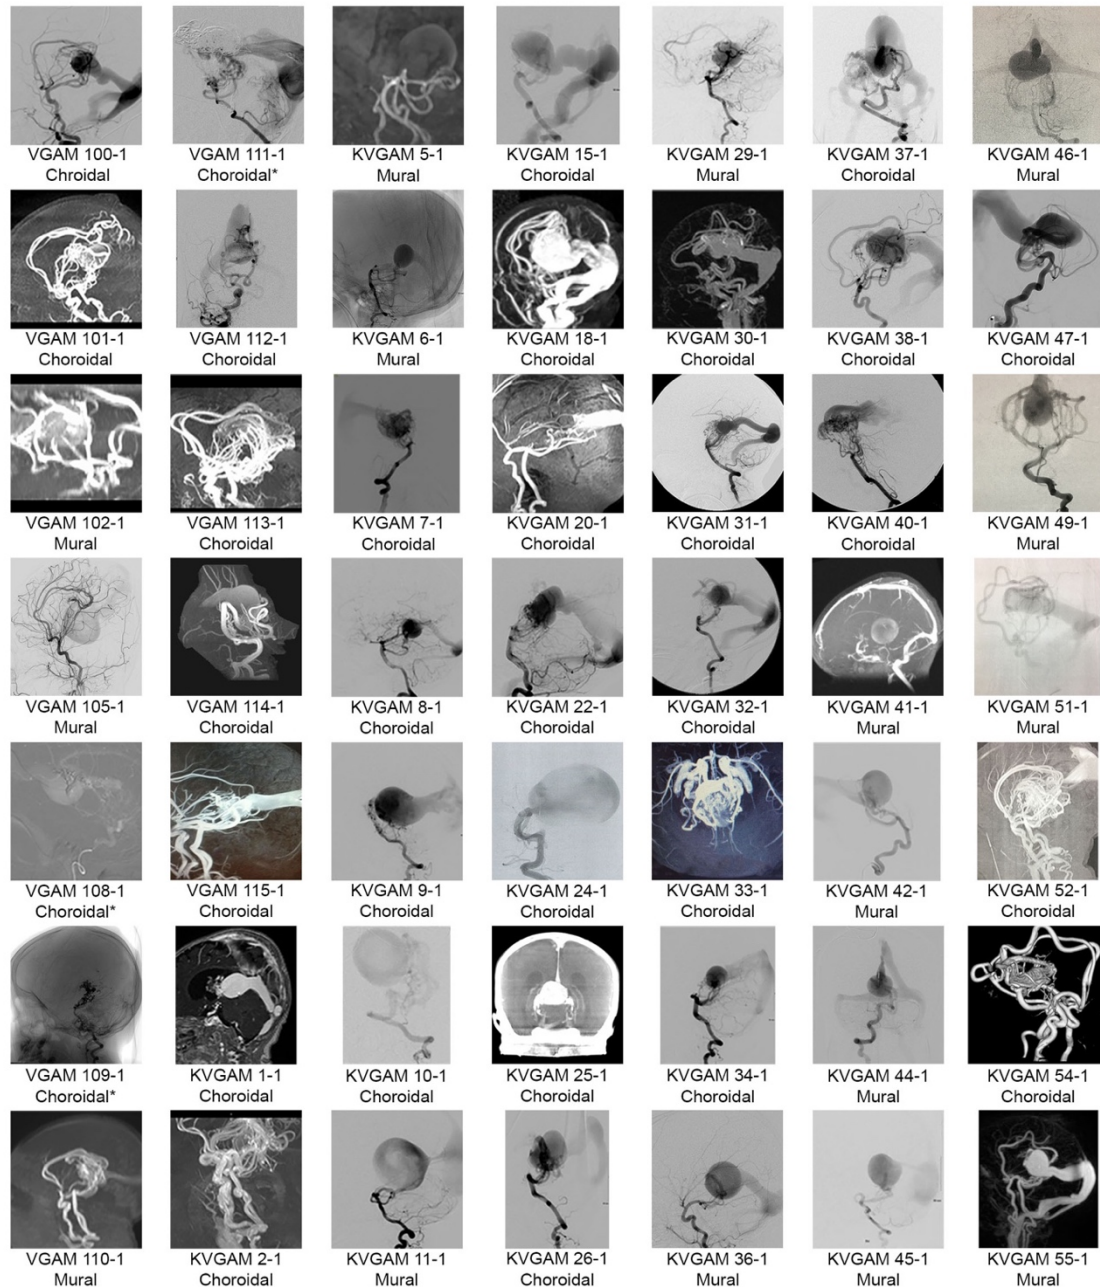 VGAM 100-1
Chroidal
VGAM 111-1
Choroidal*
KVGAM 5-1
Mural
KVGAM 15-1
Choroidal
KVGAM 29-1
Mural
KVGAM 37-1
Choroidal
KVGAM 46-1
Mural
VGAM 101-1
Choroidal
VGAM 112-1
Choroidal
KVGAM 6-1
Mural
KVGAM 18-1
Choroidal
KVGAM 30-1
Choroidal
KVGAM 38-1
Choroidal
KVGAM 47-1
Choroidal
VGAM 102-1
Mural
VGAM 113-1
Choroidal
KVGAM 7-1
Choroidal
KVGAM 20-1
Choroidal
KVGAM 31-1
Choroidal
KVGAM 40-1
Choroidal
KVGAM 49-1
Mural
VGAM 105-1
Mural
VGAM 114-1
Choroidal
KVGAM 8-1
Choroidal
KVGAM 22-1
Choroidal
KVGAM 32-1
Choroidal
KVGAM 41-1
Mural
KVGAM 51-1
Mural
VGAM 108-1
Choroidal*
VGAM 115-1
Choroidal
KVGAM 9-1
Choroidal
KVGAM 24-1
Choroidal
KVGAM 33-1
Choroidal
KVGAM 42-1
Mural
KVGAM 52-1
Choroidal
VGAM 109-1
Choroidal*
KVGAM 1-1
Choroidal
KVGAM 10-1
Choroidal
KVGAM 25-1
Choroidal
KVGAM 34-1
Choroidal
KVGAM 44-1
Mural
KVGAM 54-1
Choroidal
VGAM 110-1
Mural
KVGAM 2-1
Choroidal
KVGAM 11-1
Mural
KVGAM 26-1
Choroidal
KVGAM 36-1
Mural
KVGAM 45-1
Mural
KVGAM 55-1
Mural